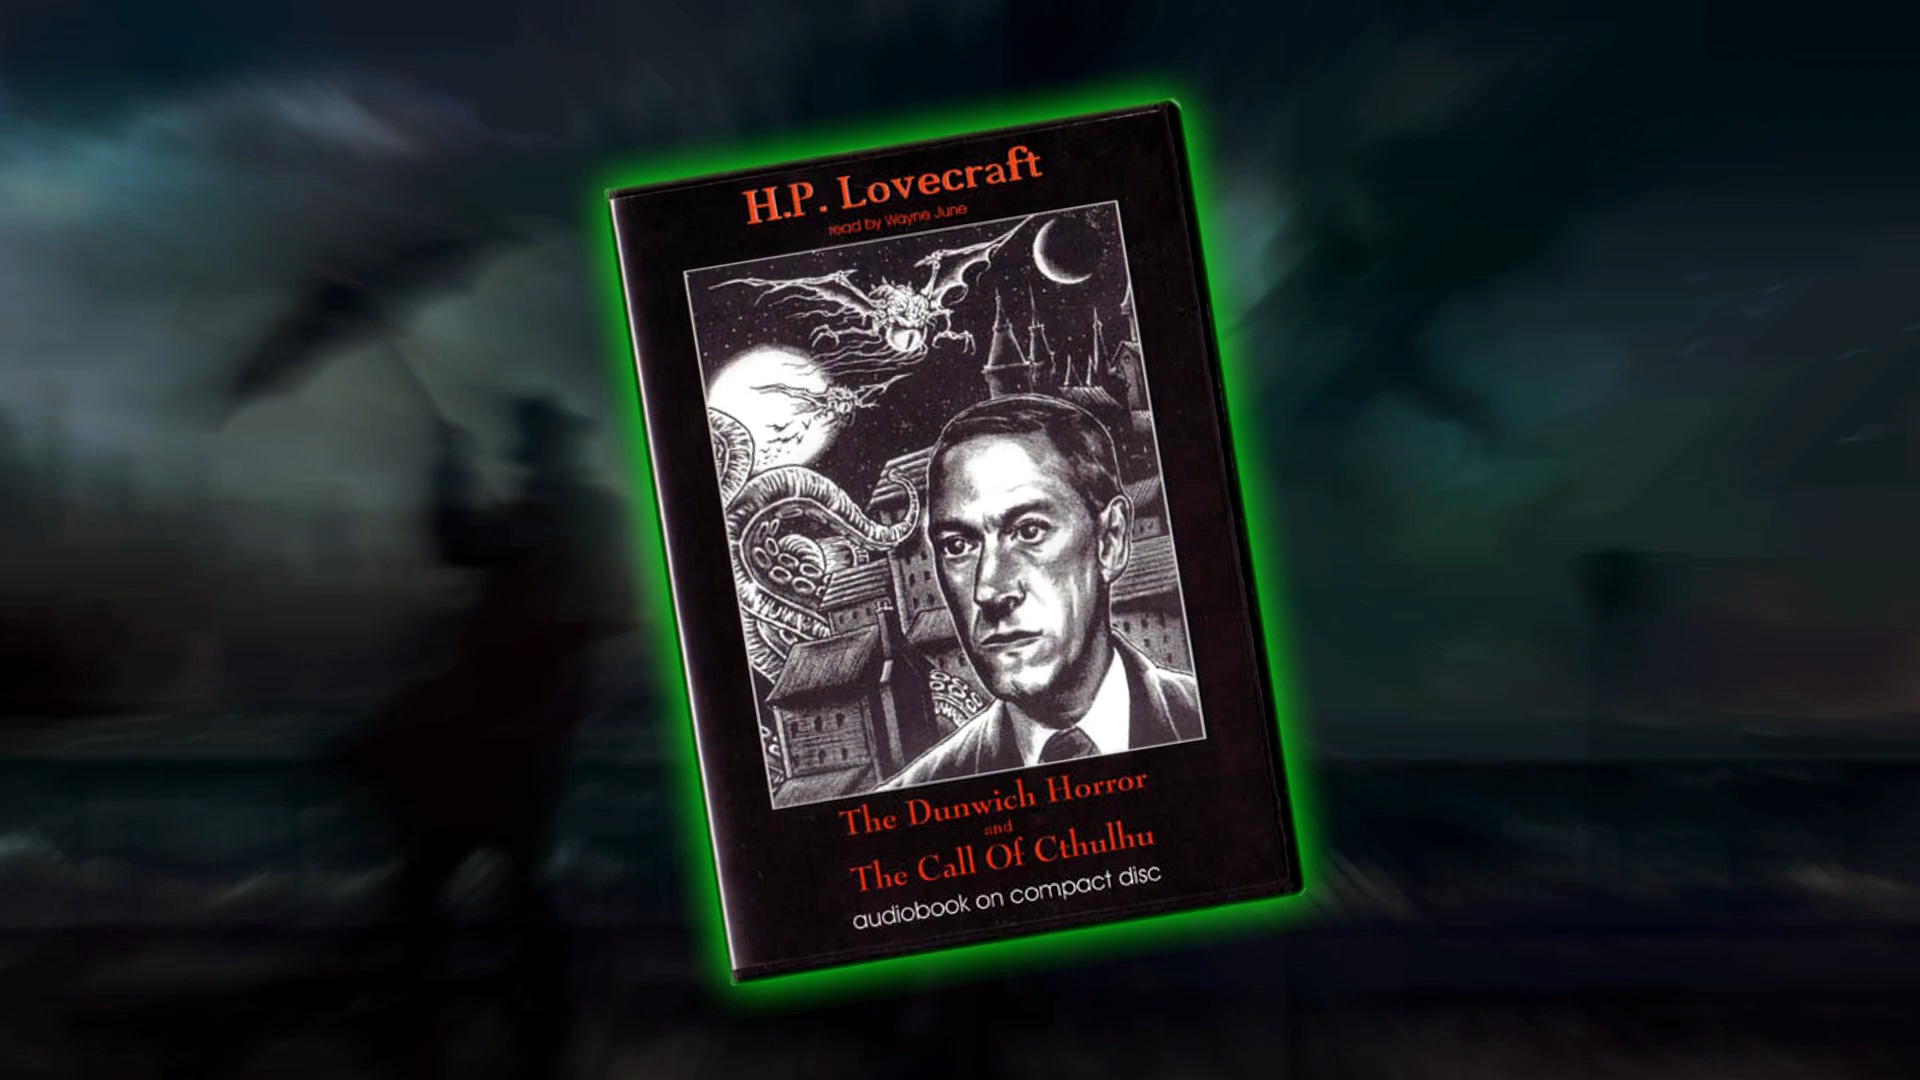 H.P. Lovecraft
read by Wayne June
The Dunwich Horror
and
The Call Of Cthulhu
audiobook on compact disc